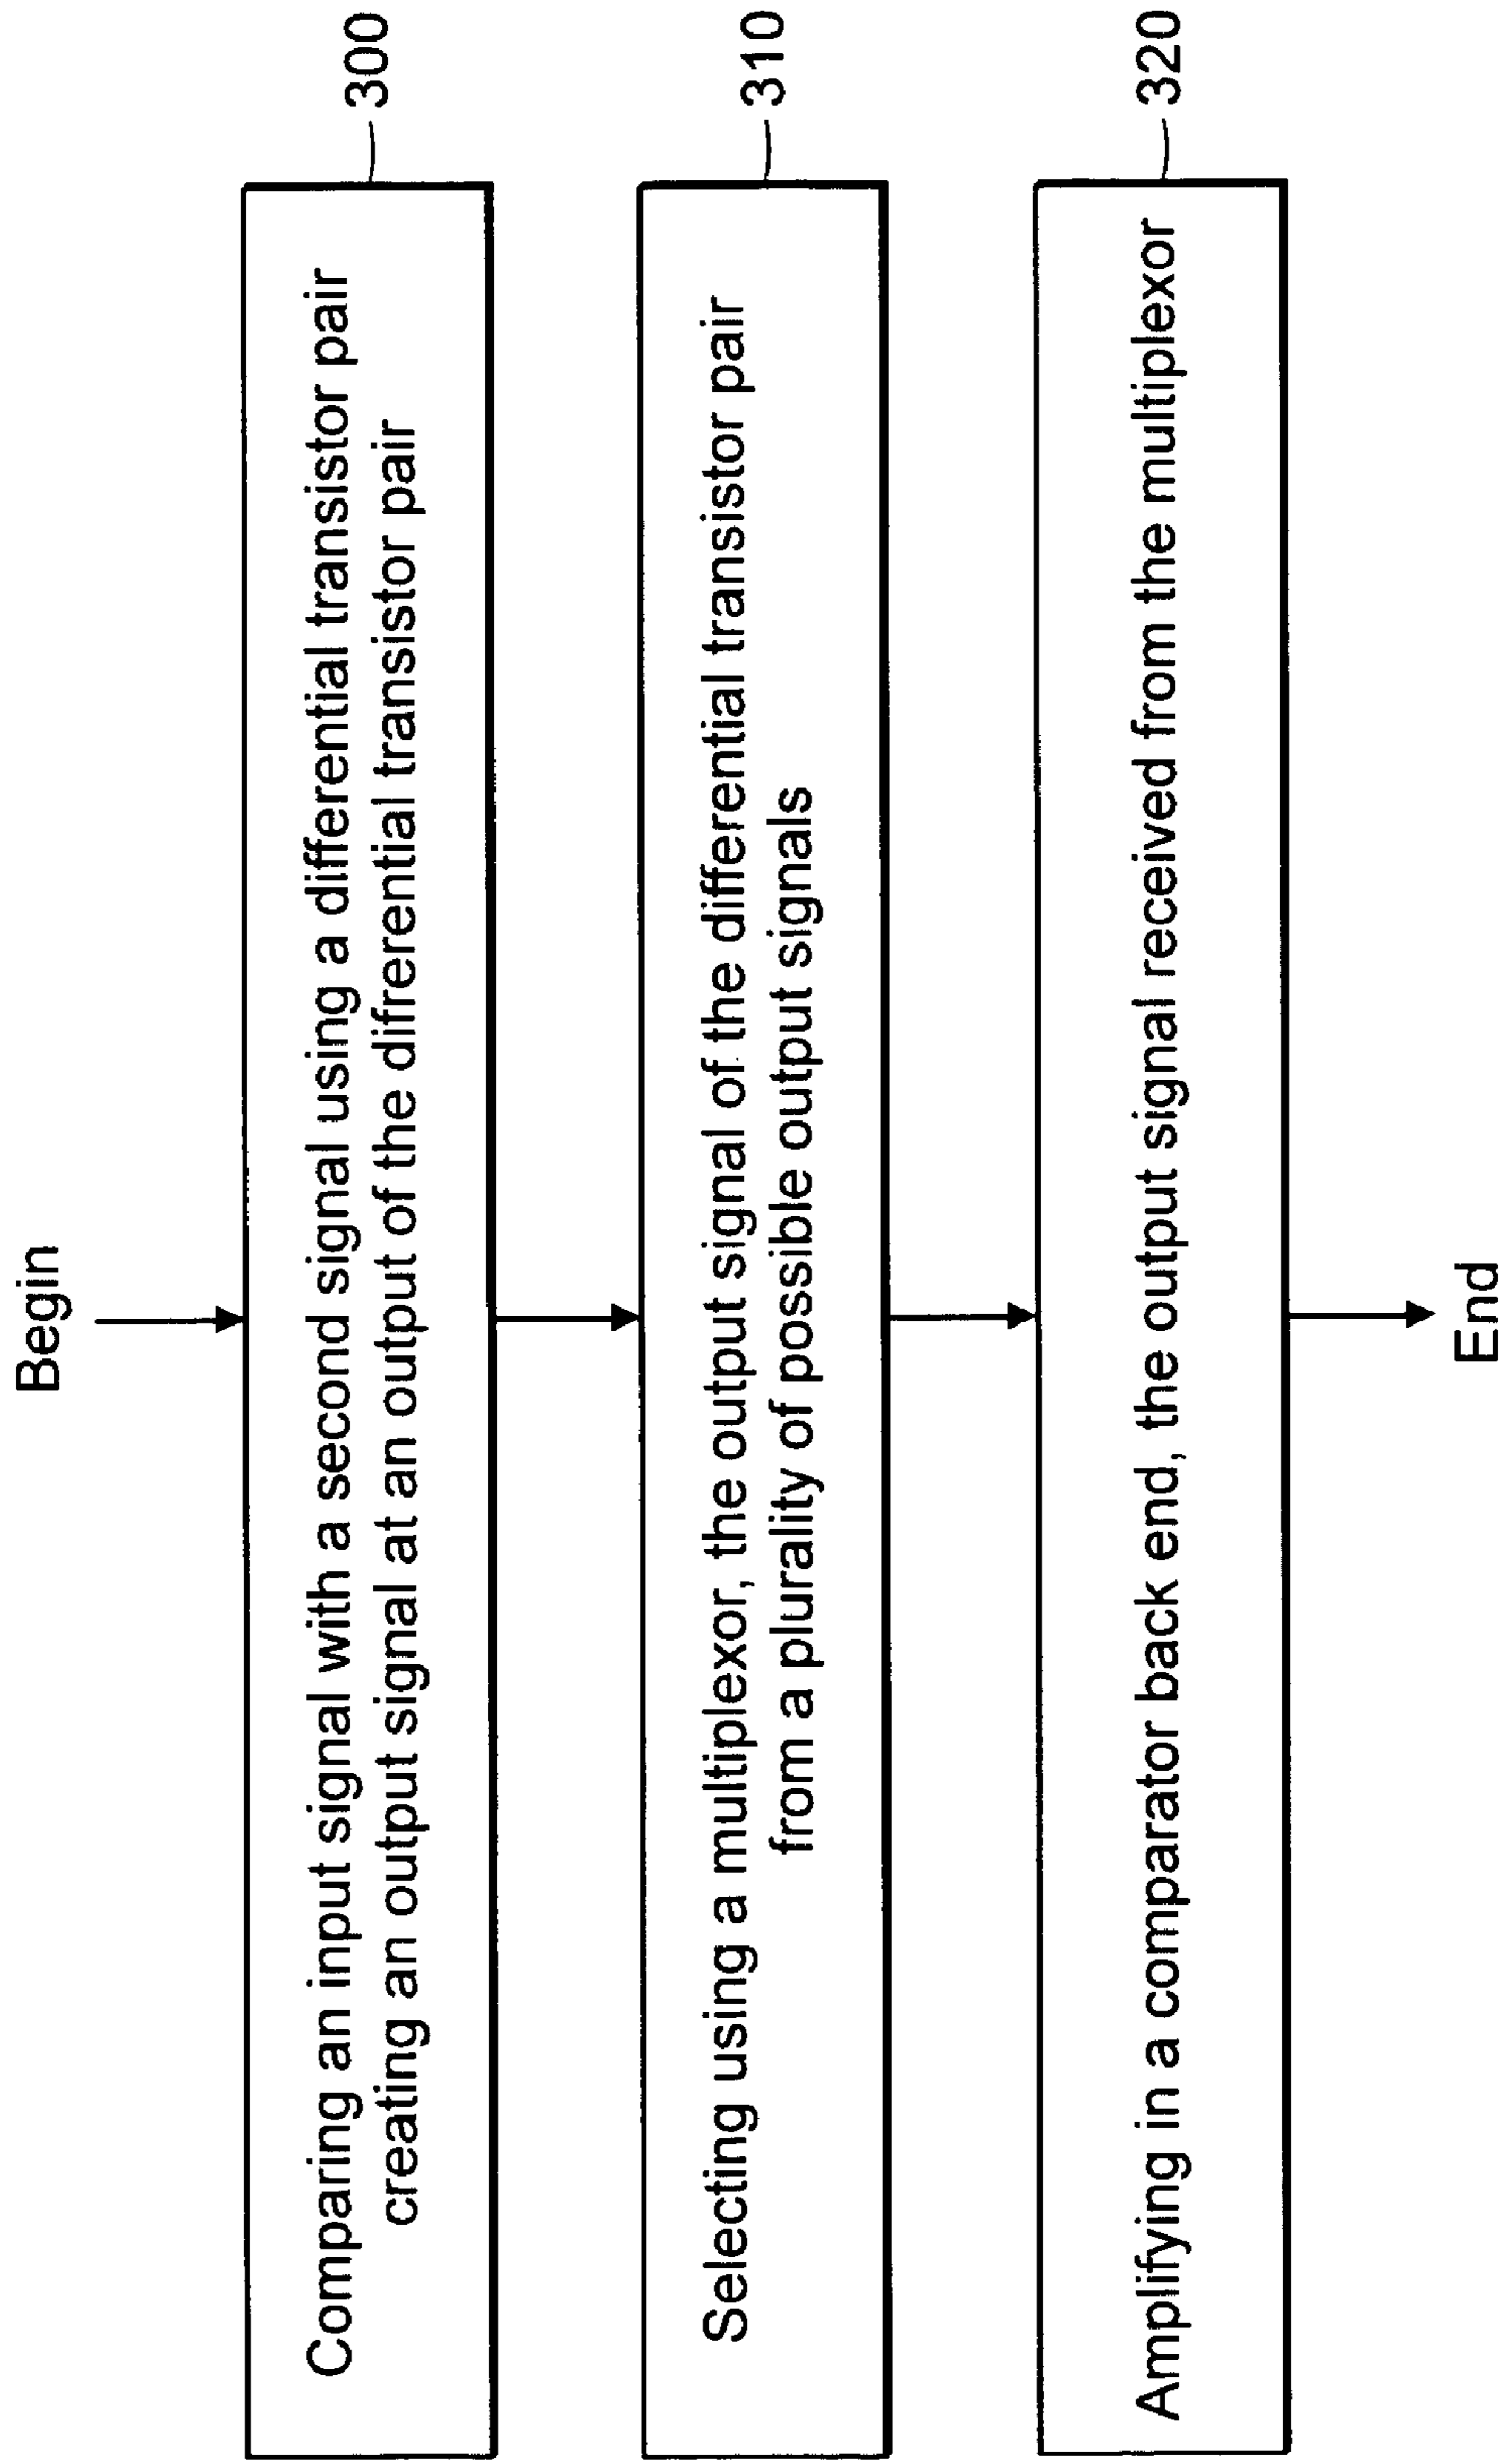 Begin
Comparing an input signal with a second signal using a differential transistor pair
creating an output signal at an output of the difrerential transistor pair
300
Selecting using a multiplexor, the output signal of the differential transistor pair
from a plurality of possible output signals
310
Amplifying in a comparator back end, the output signal received from the multiplexor
320
End